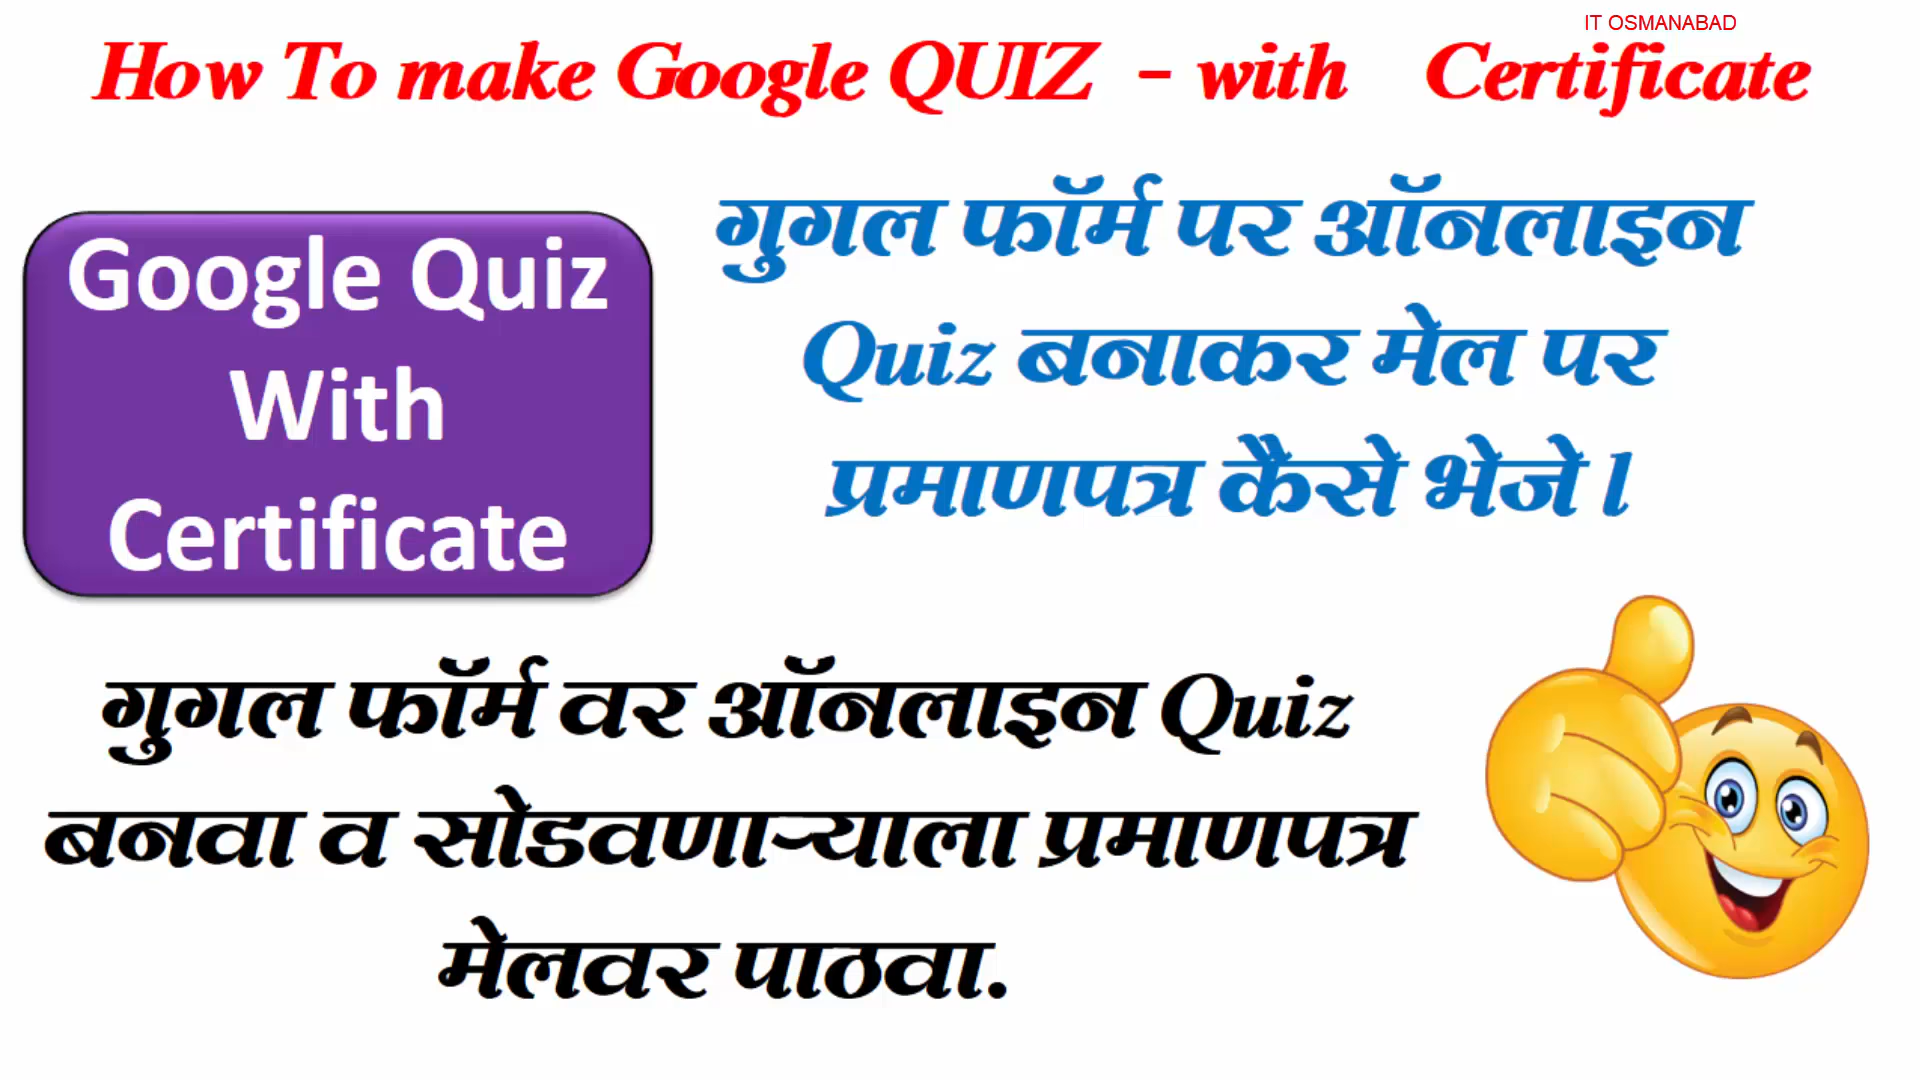 IT OSMANABAD
How To make Google QUIZ - with Certificate
Google Quiz
With
Certificate
गुगल फॉर्म पर ऑनलाइन
Quiz बनाकर मेल पर
प्रमाणपत्र कैसे भेजे l
गुगल फॉर्म वर ऑनलाइन Quiz
बनवा व सोडवणाऱ्याला प्रमाणपत्र
मेलवर पाठवा.